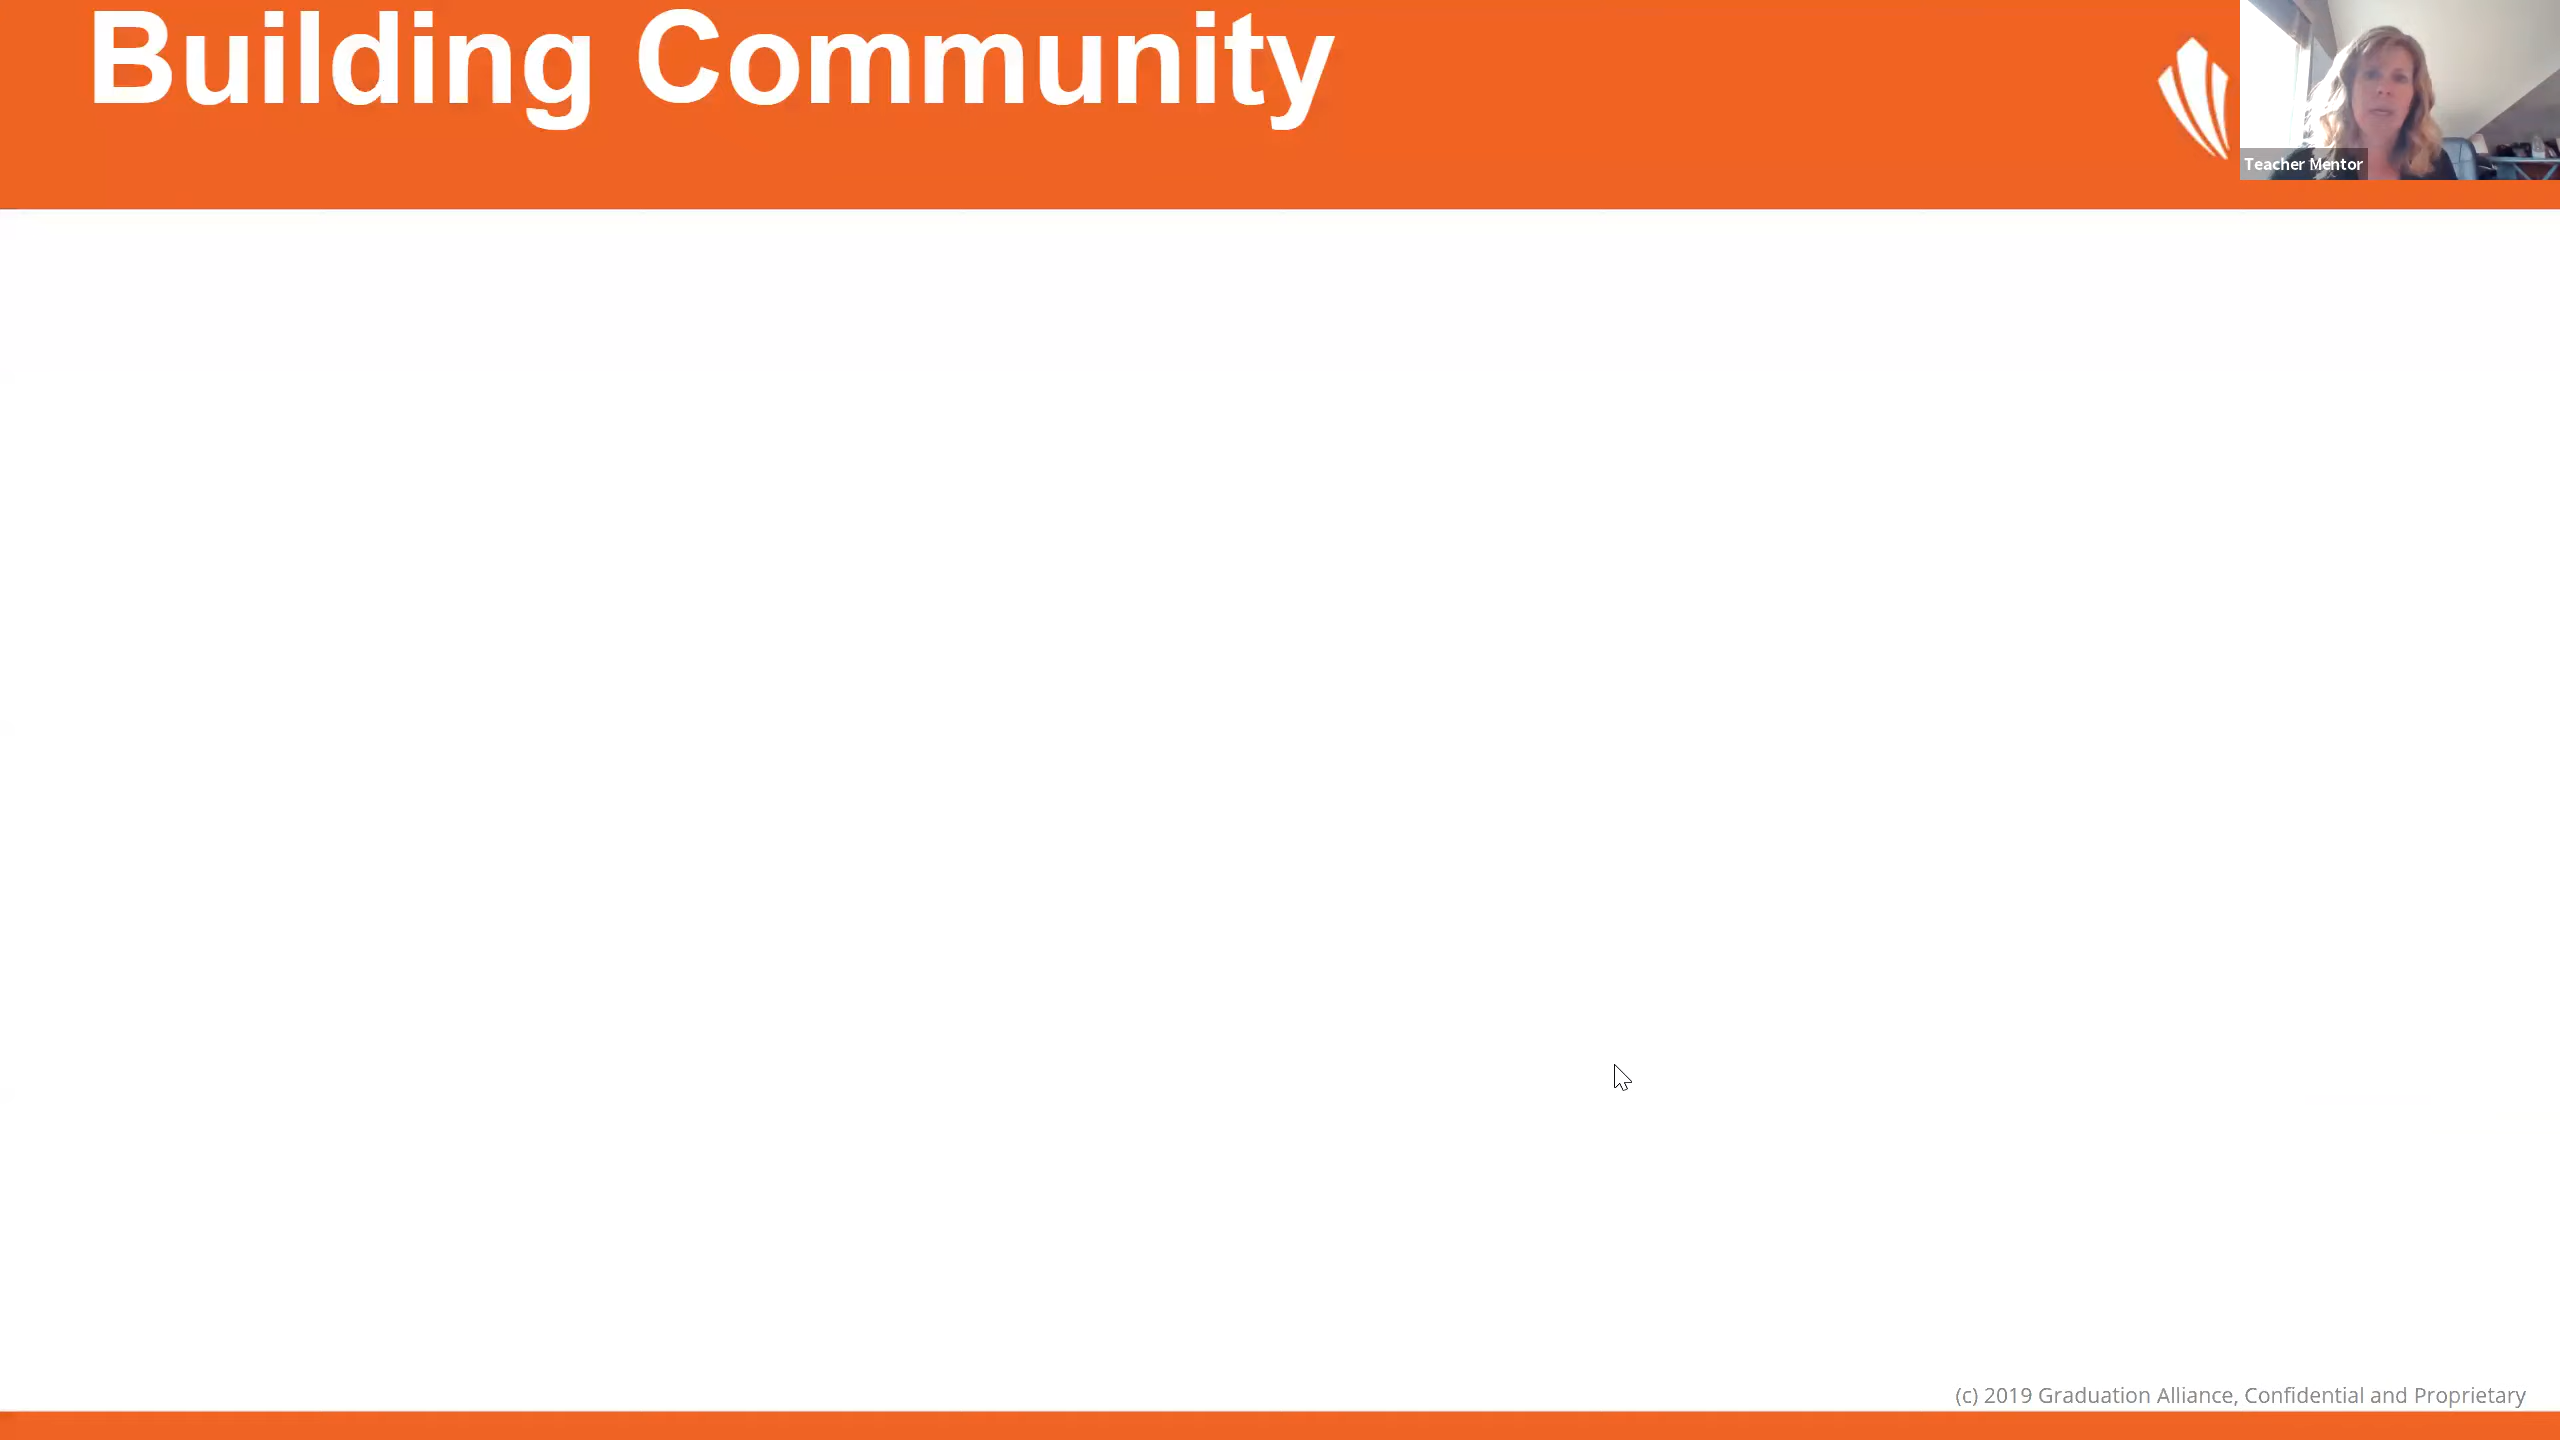 Building Community
Teacher Mentor
(c) 2019 Graduation Alliance, Confidential and Proprietary